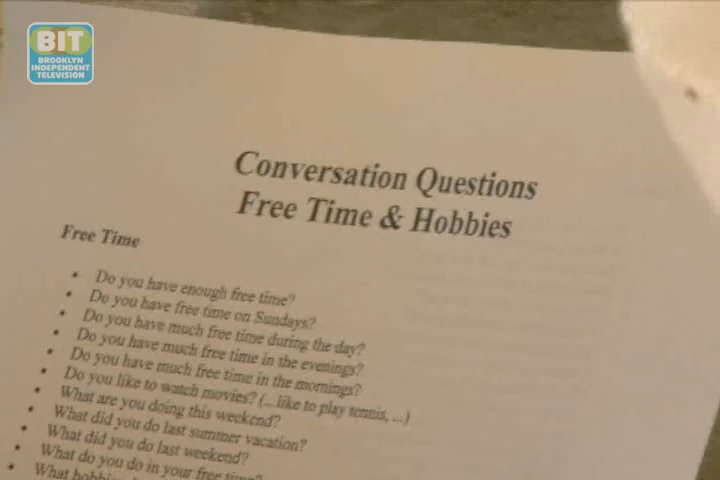 BIT
BROOKLYN
INDEPENDENT
TELEVISION
Conversation Questions
Free Time & Hobbies
Free Time
• Do you have enough free time?
• Do you have free time on Sundays?
• Do you have much free time during the day?
• Do you have much free time in the evenings?
• Do you have much free time in the mornings?
• Do you like to watch movies? (...like to play tennis, ...)
• What are you doing this weekend?
• What did you do last summer vacation?
• What did you do last weekend?
• What do you do in your free time?
• What